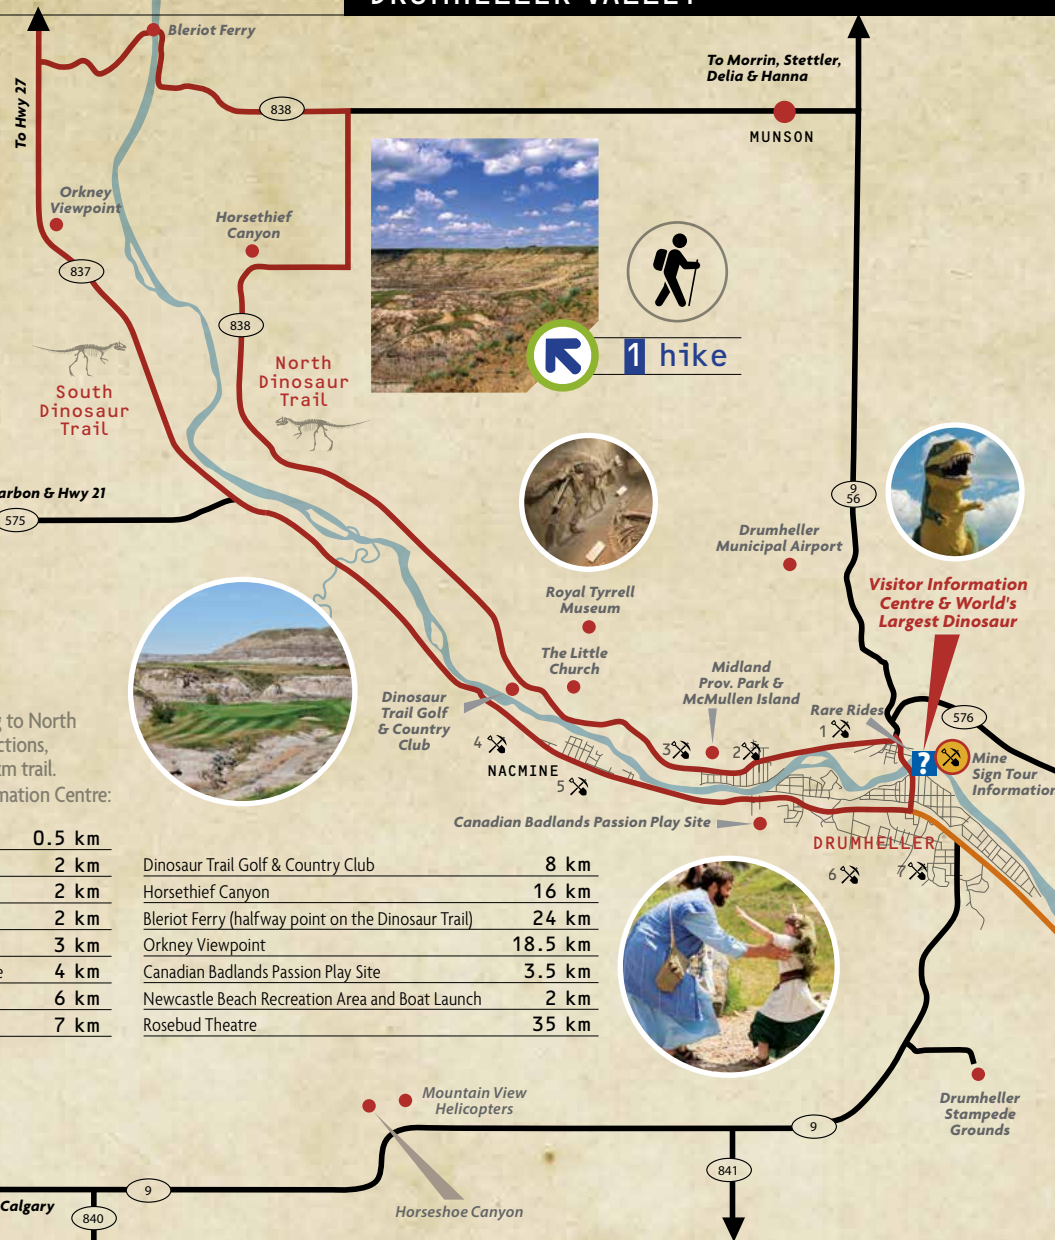 DRUMHELLER VALLEY
Bleriot Ferry
To Hwy 27
838
To Morrin, Stettler,
Delia & Hanna
MUNSON
Orkney
Viewpoint
Horsethief
Canyon
837
838
1 hike
North
Dinosaur
Trail
South
Dinosaur
Trail
arbon & Hwy 21
575
9
56
Drumheller
Municipal Airport
Visitor Information
Centre & World's
Largest Dinosaur
Royal Tyrrell
Museum
The Little
Church
Midland
Prov. Park &
McMullen Island
Dinosaur
Trail Golf
& Country
Club
Rare Rides
576
1
2
3
4
5
NACMINE
?
Mine
Sign Tour
Information
Canadian Badlands Passion Play Site
DRUMHELLER
6
7
g to North
ctions,
km trail.
mation Centre:
0.5 km
2 km
2 km
2 km
3 km
e 4 km
6 km
7 km
Dinosaur Trail Golf & Country Club 8 km
Horsethief Canyon 16 km
Bleriot Ferry (halfway point on the Dinosaur Trail) 24 km
Orkney Viewpoint 18.5 km
Canadian Badlands Passion Play Site 3.5 km
Newcastle Beach Recreation Area and Boat Launch 2 km
Rosebud Theatre 35 km
Mountain View
Helicopters
Drumheller
Stampede
Grounds
9
841
9
Calgary
840
Horseshoe Canyon